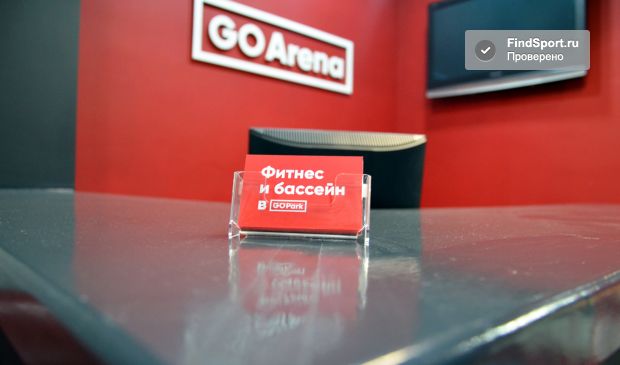 GOArena
FindSport.ru
Проверено
Фитнес
и бассейн
в GOPark